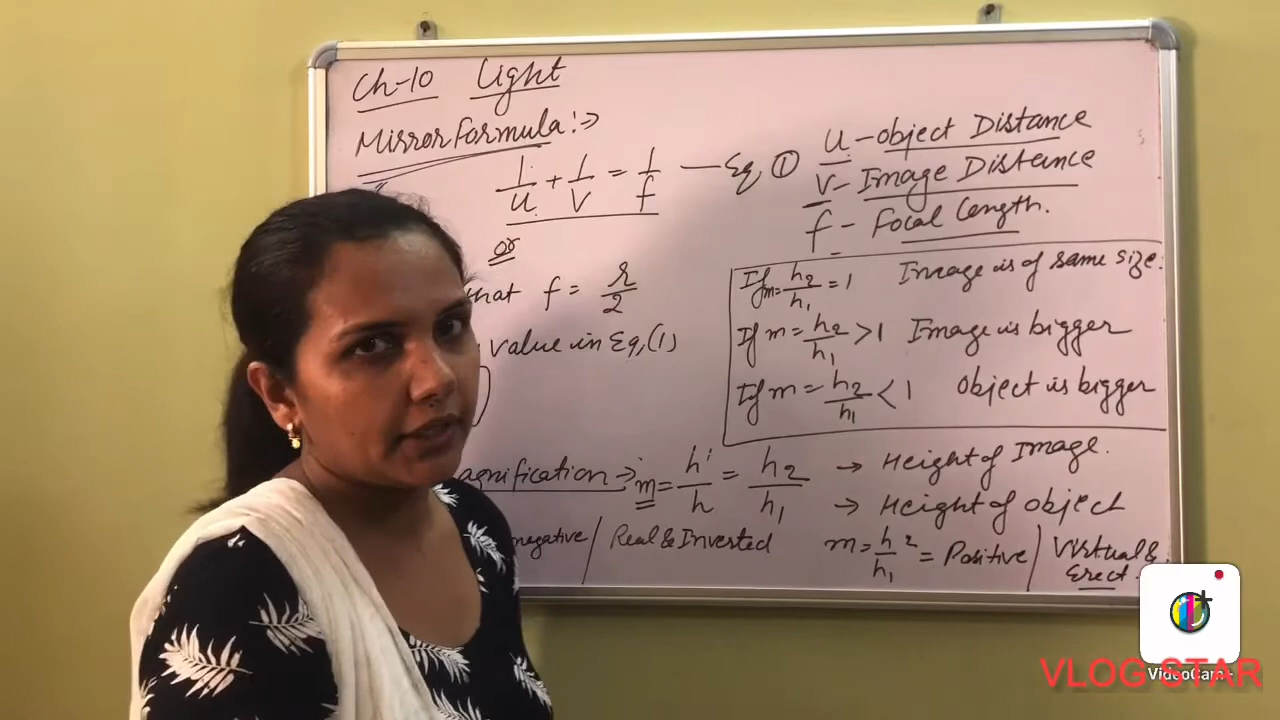 Ch-10 Light
Mirror Formula :->
1/u + 1/v = 1/f — Eq ①
or
that f = r/2
value in Eq, (1)
u - object Distance
v - Image Distance
f - Focal Length.
If m = h2/h1 = 1 Image is of same size.
If m = h2/h1 > 1 Image is bigger
If m = h2/h1 < 1 object is bigger
agnification :-> m = h'/h = h2/h1 → Height of Image.
→ Height of object
negative / Real & Inverted
m = h2/h1 = Positive / Virtual & Erect.
VideoCam+
VLOG STAR